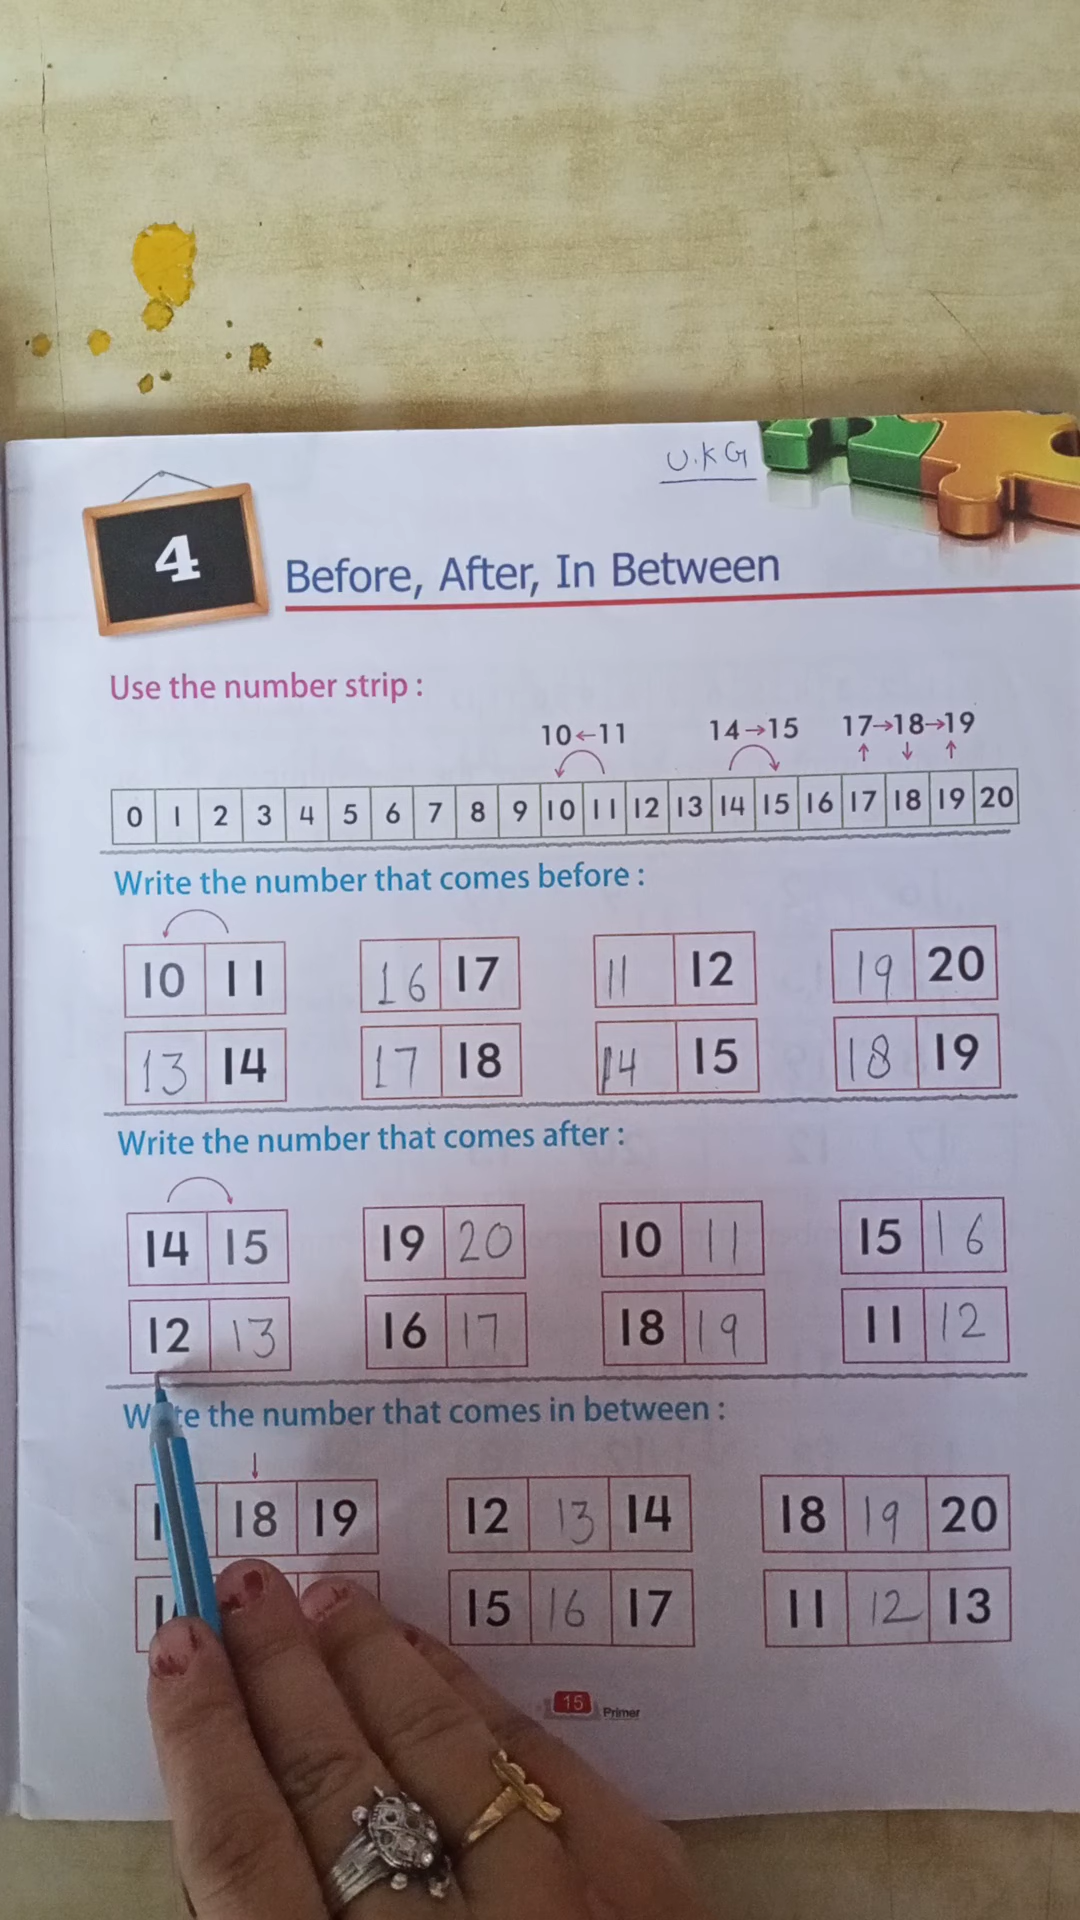 U.K.G
4
Before, After, In Between
Use the number strip :
10←11 14→15 17→18→19
0 1 2 3 4 5 6 7 8 9 10 11 12 13 14 15 16 17 18 19 20
Write the number that comes before :
10 11 16 17 11 12 19 20
13 14 17 18 14 15 18 19
Write the number that comes after :
14 15 19 20 10 11 15 16
12 13 16 17 18 19 11 12
Write the number that comes in between :
18 19 12 13 14 18 19 20
15 16 17 11 12 13
15 Primer